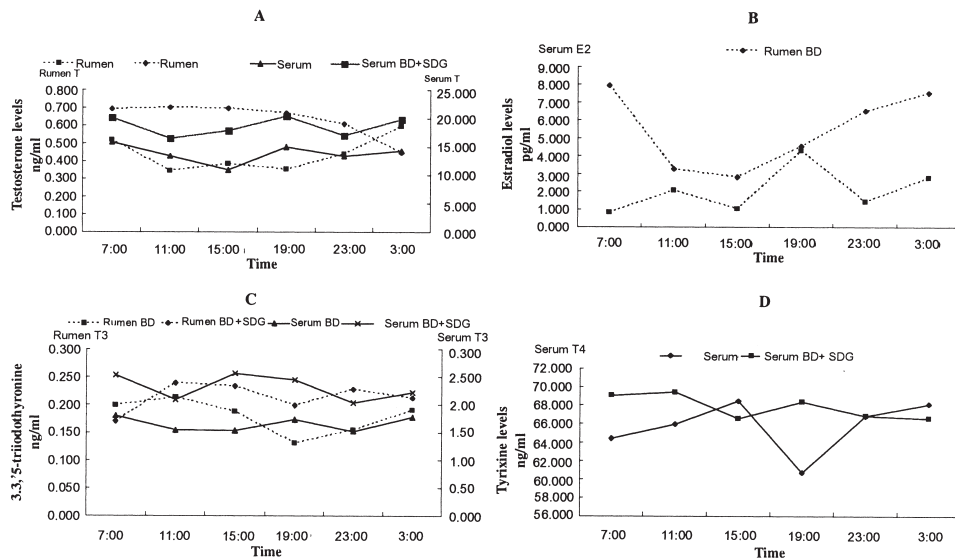 A
Rumen Rumen Serum Serum BD+SDG
Rumen T
Serum T
Testosterone levels
ng/ml
0.800
0.700
0.600
0.500
0.400
0.300
0.200
0.100
0.000
25.000
20.000
15.000
10.000
5.000
0.000
7:00 11:00 15:00 19:00 23:00 3:00
Time
B
Serum E2
Rumen BD
Estradiol levels
pg/ml
9.000
8.000
7.000
6.000
5.000
4.000
3.000
2.000
1.000
0.000
7:00 11:00 15:00 19:00 23:00 3:00
Time
C
Rumen BD Rumen BD+SDG Serum BD Serum BD+SDG
Rumen T3
Serum T3
3.3,'5-triiodothyronine
ng/ml
0.300
0.250
0.200
0.150
0.100
0.050
0.000
0.300
2.500
2.00
1.50
1.00
0.50
0.000
7:00 11:00 15:00 19:00 23:00 3:00
Time
D
Serum T4
Serum Serum BD+ SDG
Tyrixine levels
ng/ml
72.000
70.000
68.000
66.000
64.000
62.000
60.000
58.000
56.000
7:00 11:00 15:00 19:00 23:00 3:00
Time